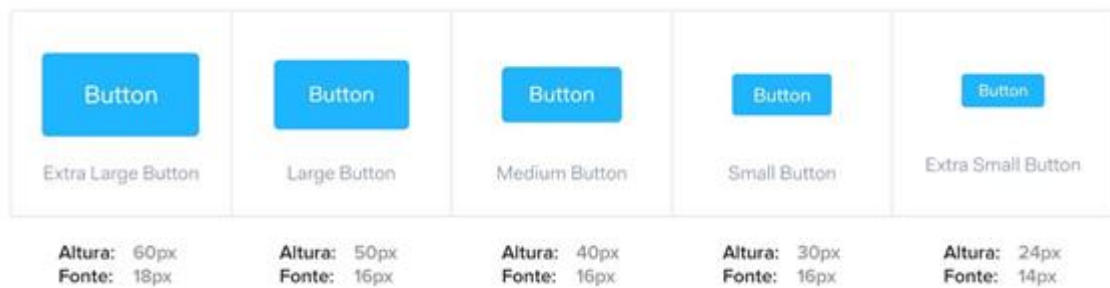 Button
Button
Button
Button
Button
Extra Large Button
Large Button
Medium Button
Small Button
Extra Small Button
Altura: 60px
Fonte: 18px
Altura: 50px
Fonte: 16px
Altura: 40px
Fonte: 16px
Altura: 30px
Fonte: 16px
Altura: 24px
Fonte: 14px